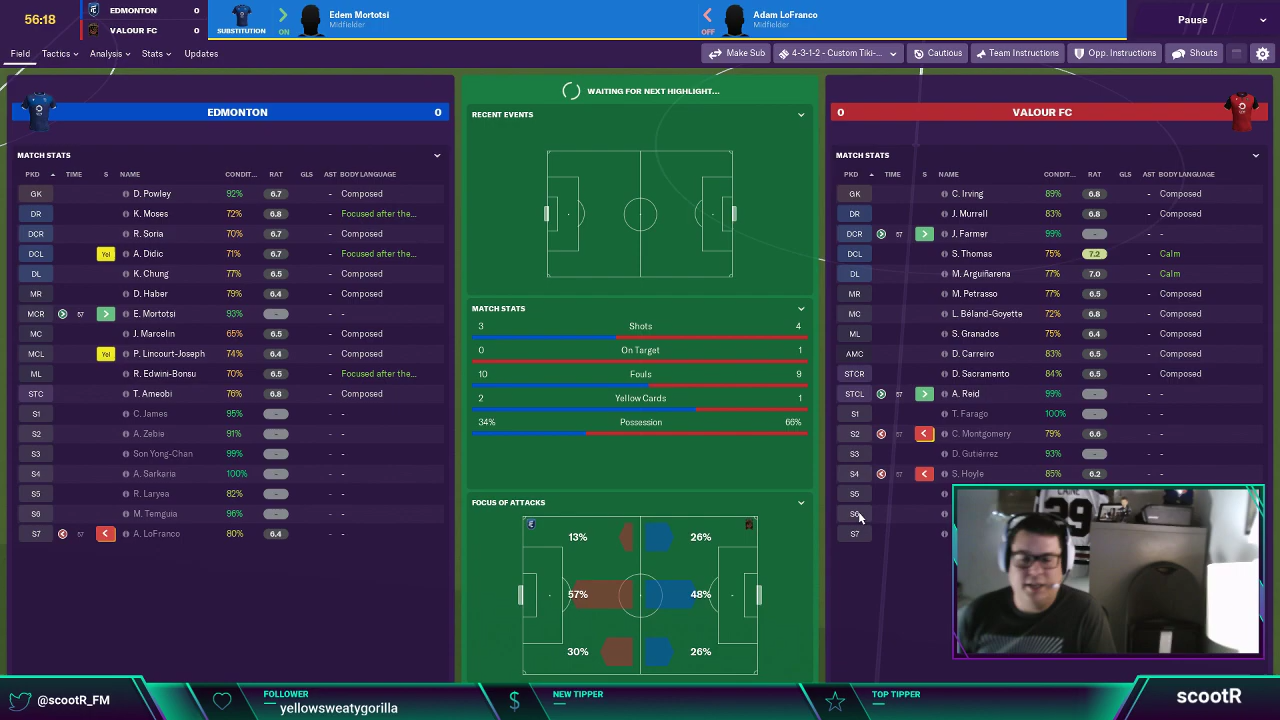 56:18
EDMONTON 0
VALOUR FC 0
SUBSTITUTION
ON
Edem Mortotsi
Midfielder
OFF
Adam LoFranco
Midfielder
Pause
Field Tactics Analysis Stats Updates
Make Sub 4-3-1-2 - Custom Tiki-... Cautious Team Instructions Opp. Instructions Shouts
EDMONTON 0
MATCH STATS
PKD TIME S NAME CONDIT... RAT GLS AST BODY LANGUAGE
GK D. Powley 92% 6.7 - Composed
DR K. Moses 72% 6.8 - Focused after the...
DCR R. Soria 70% 6.7 - Composed
DCL Yel A. Didic 71% 6.7 - Focused after the...
DL K. Chung 77% 6.5 - Composed
MR D. Haber 79% 6.4 - Composed
MCR 57 E. Mortotsi 93% - - -
MC J. Marcelin 65% 6.5 - Composed
MCL Yel P. Lincourt-Joseph 74% 6.4 - Composed
ML R. Edwini-Bonsu 70% 6.5 - Focused after the...
STC T. Ameobi 76% 6.8 - Composed
S1 C. James 95% - - -
S2 A. Zebie 91% - - -
S3 Son Yong-Chan 99% - - -
S4 A. Sarkaria 100% - - -
S5 R. Laryea 82% - - -
S6 M. Temguia 96% - - -
S7 57 A. LoFranco 80% 6.4 - -
WAITING FOR NEXT HIGHLIGHT...
RECENT EVENTS
MATCH STATS
3 Shots 4
0 On Target 1
10 Fouls 9
2 Yellow Cards 1
34% Possession 66%
FOCUS OF ATTACKS
13% 26%
57% 48%
30% 26%
0 VALOUR FC
MATCH STATS
PKD TIME S NAME CONDIT... RAT GLS AST BODY LANGUAGE
GK C. Irving 89% 6.8 - Composed
DR J. Murrell 83% 6.8 - Composed
DCR 57 J. Farmer 99% - - -
DCL S. Thomas 75% 7.2 - Calm
DL M. Arguiñarena 77% 7.0 - Calm
MR M. Petrasso 77% 6.5 - Composed
MC L. Béland-Goyette 72% 6.8 - Composed
ML S. Granados 75% 6.4 - Composed
AMC D. Carreiro 83% 6.5 - Composed
STCR D. Sacramento 84% 6.5 - Composed
STCL 57 A. Reid 99% - - -
S1 T. Farago 100% - - -
S2 57 C. Montgomery 79% 6.6 - -
S3 D. Gutiérrez 93% - - -
S4 57 S. Hoyle 85% 6.2 - -
S5
S6
S7
29
@scootR_FM
FOLLOWER
yellowsweatygorilla
NEW TIPPER
TOP TIPPER
scootR